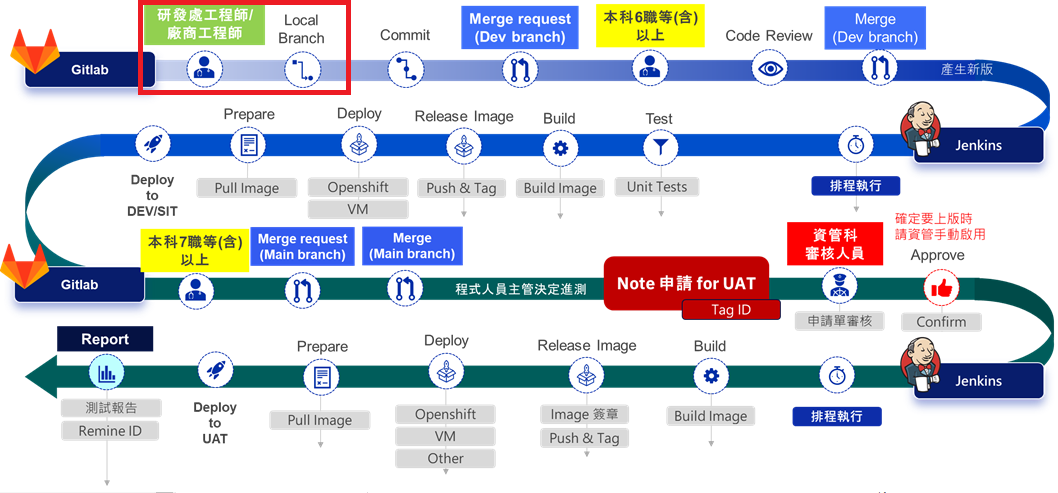 研發處工程師/
廠商工程師
Local
Branch
Commit
Merge request
(Dev branch)
本科6職等(含)
以上
Code Review
Merge
(Dev branch)
Gitlab
產生新版
Prepare
Deploy
Release Image
Build
Test
Jenkins
Deploy
to
DEV/SIT
Pull Image
Openshift
VM
Push & Tag
Build Image
Unit Tests
排程執行
本科7職等(含)
以上
Merge request
(Main branch)
Merge
(Main branch)
資管科
審核人員
確定要上版時
請資管手動啟用
Approve
Gitlab
程式人員主管決定進測
Note 申請 for UAT
Tag ID
申請單審核
Confirm
Report
Prepare
Deploy
Release Image
Build
Jenkins
測試報告
Remine ID
Deploy
to
UAT
Pull Image
Openshift
VM
Other
Image 簽章
Push & Tag
Build Image
排程執行